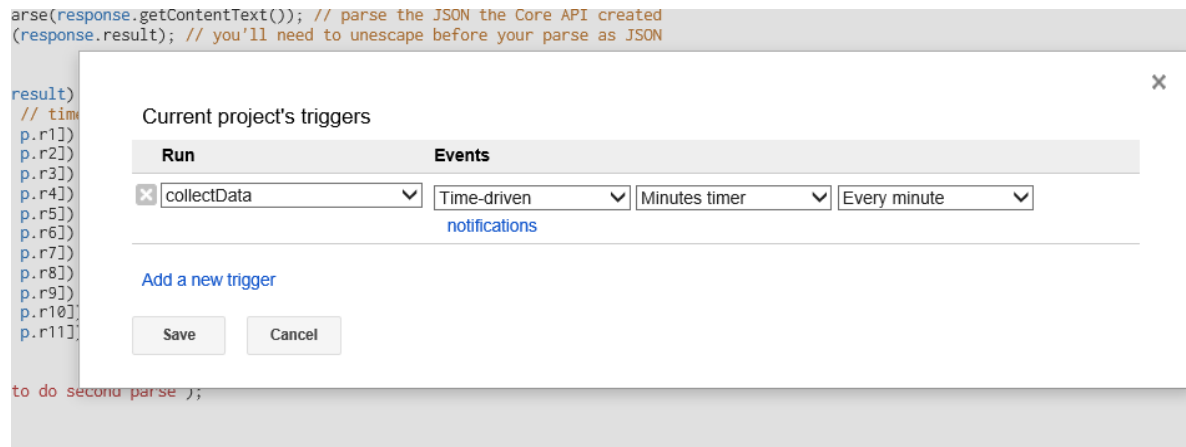 arse(response.getContentText()); // parse the JSON the Core API created
(response.result); // you'll need to unescape before your parse as JSON
result)
// time
p.r1])
p.r2])
p.r3])
p.r4])
p.r5])
p.r6])
p.r7])
p.r8])
p.r9])
p.r10]
p.r11]
Current project's triggers
Run Events
collectData Time-driven Minutes timer Every minute
notifications
Add a new trigger
Save Cancel
to do second parse");